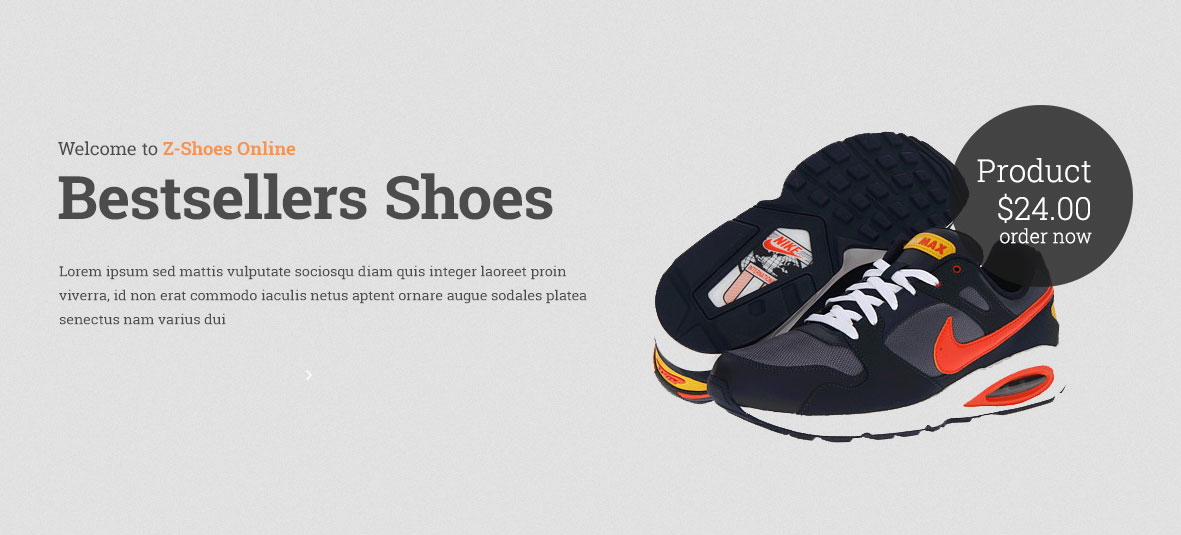 Welcome to Z-Shoes Online
Bestsellers Shoes
Lorem ipsum sed mattis vulputate sociosqu diam quis integer laoreet proin
viverra, id non erat commodo iaculis netus aptent ornare augue sodales platea
senectus nam varius dui
Product
$24.00
order now
NIKE
MAX